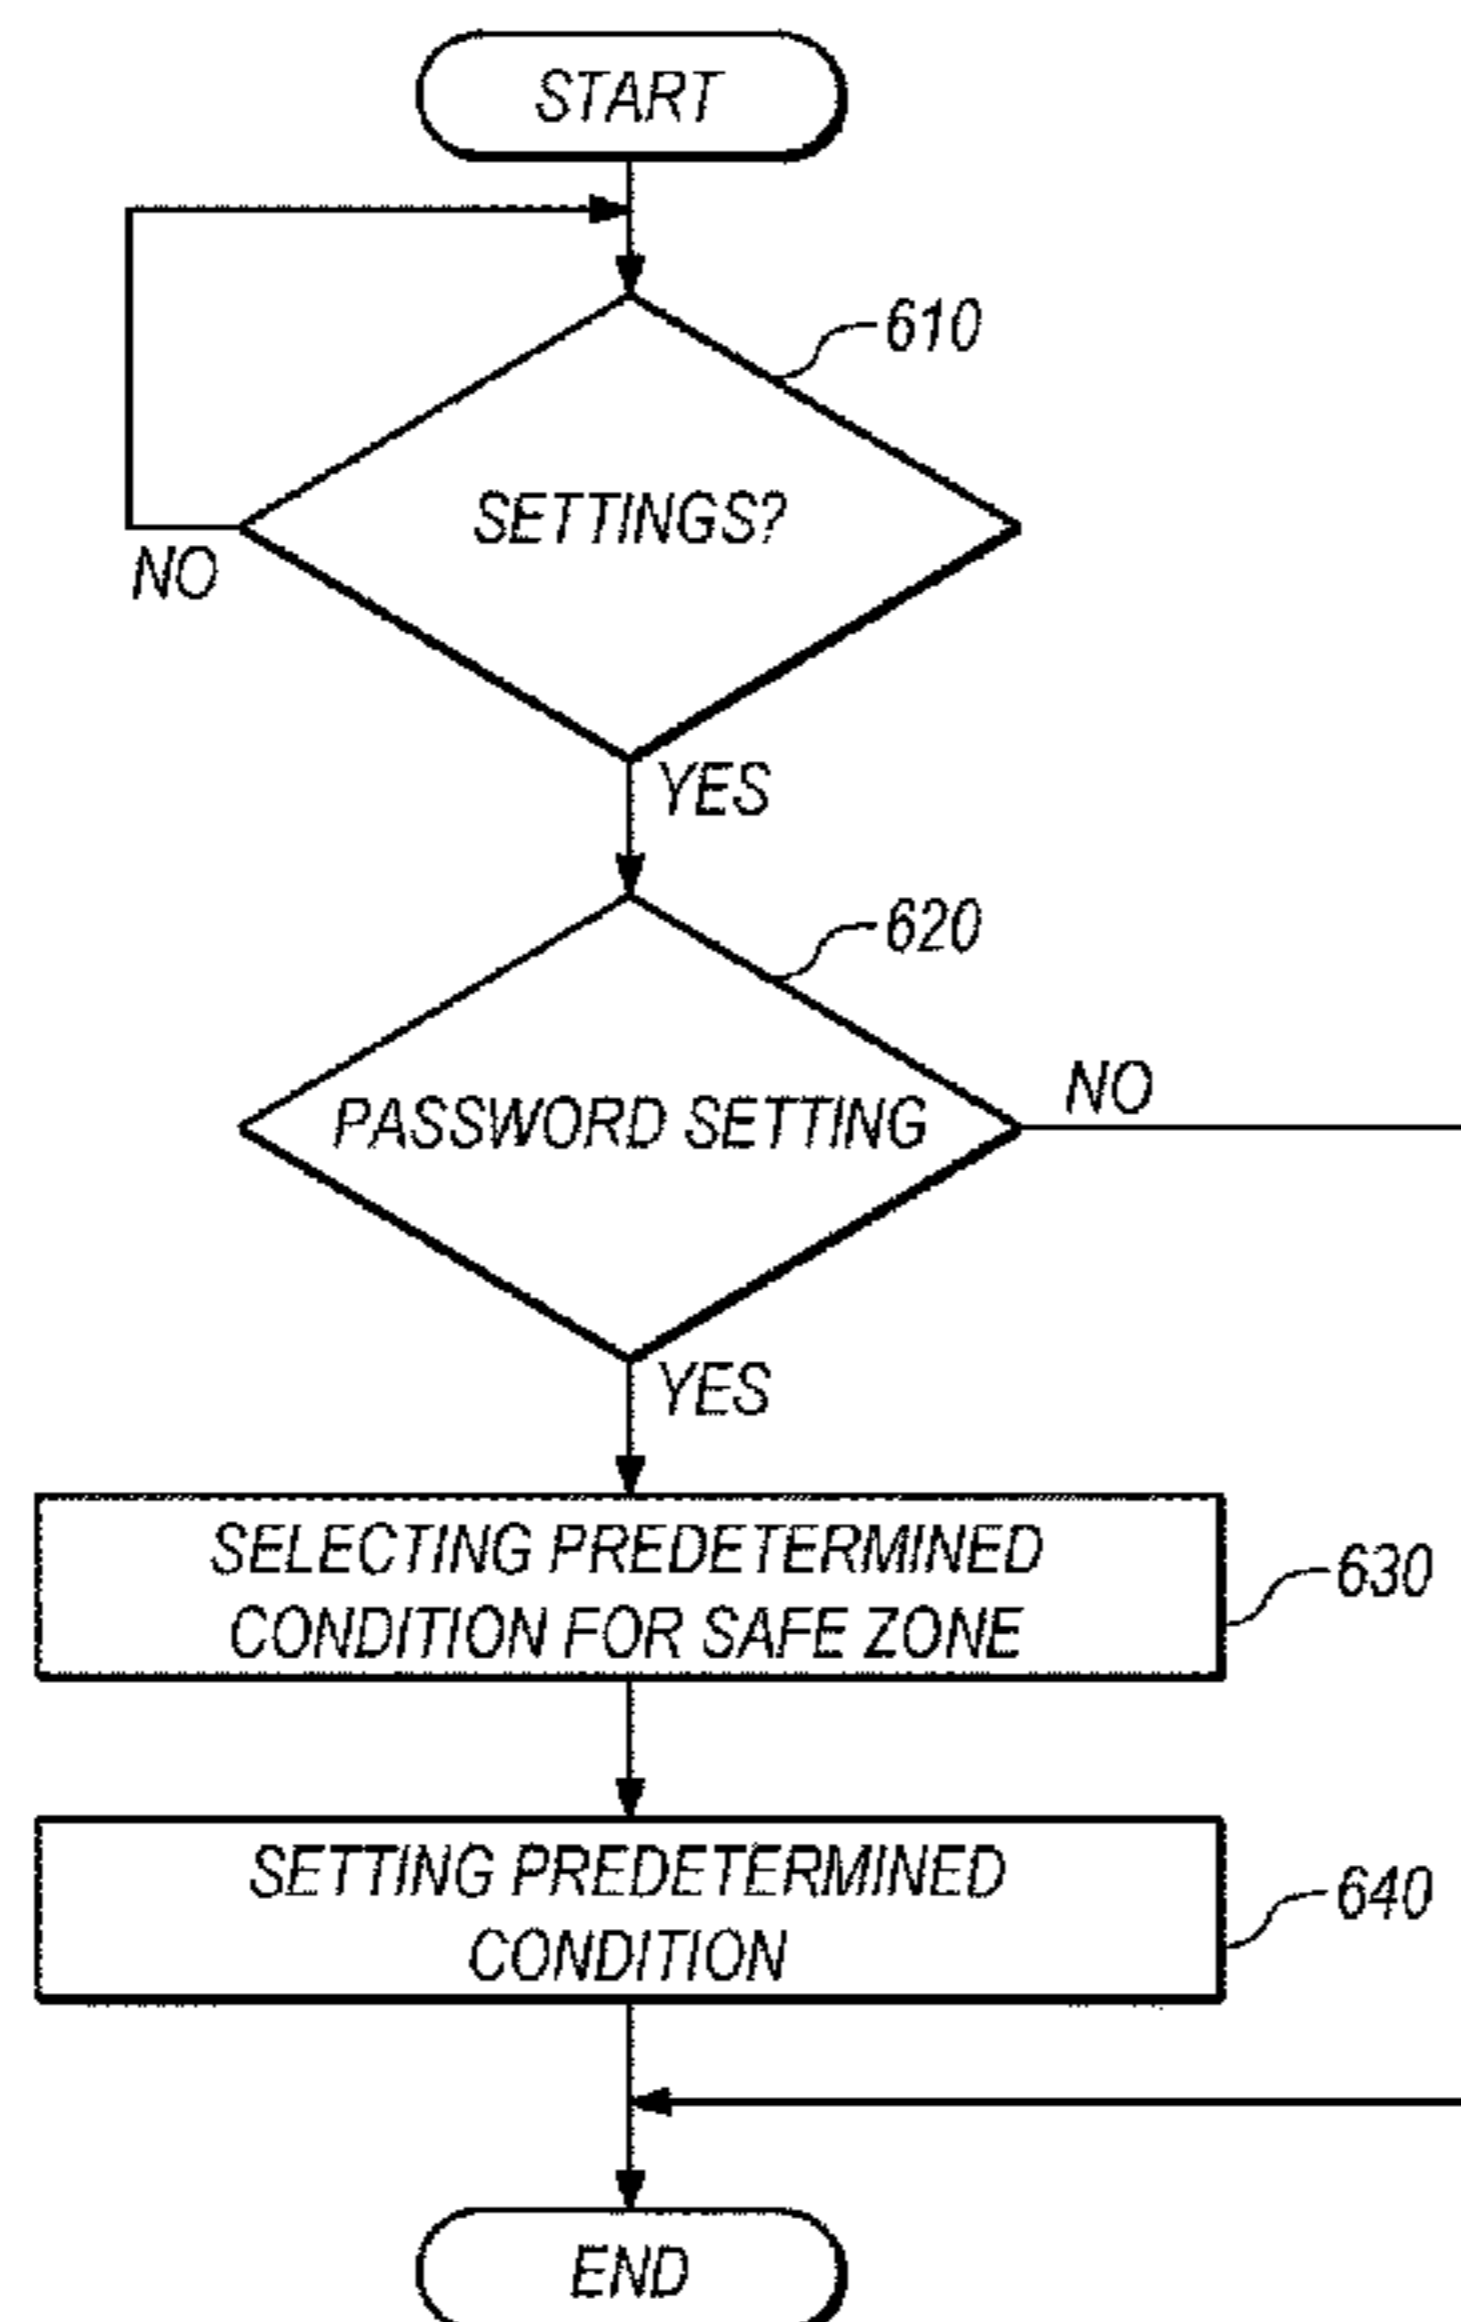 START
610
SETTINGS?
NO
YES
620
NO
PASSWORD SETTING
YES
SELECTING PREDETERMINED
CONDITION FOR SAFE ZONE
630
SETTING PREDETERMINED
CONDITION
640
END